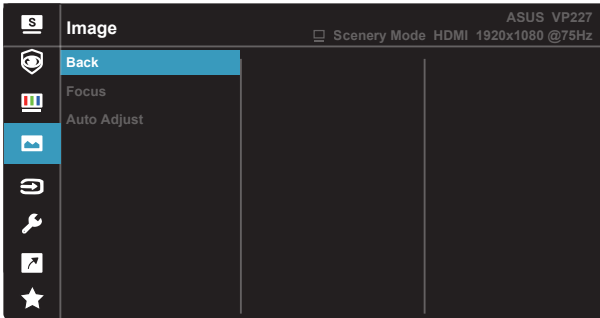 S
Image
ASUS VP227
Scenery Mode HDMI 1920x1080 @75Hz
Back
Focus
Auto Adjust